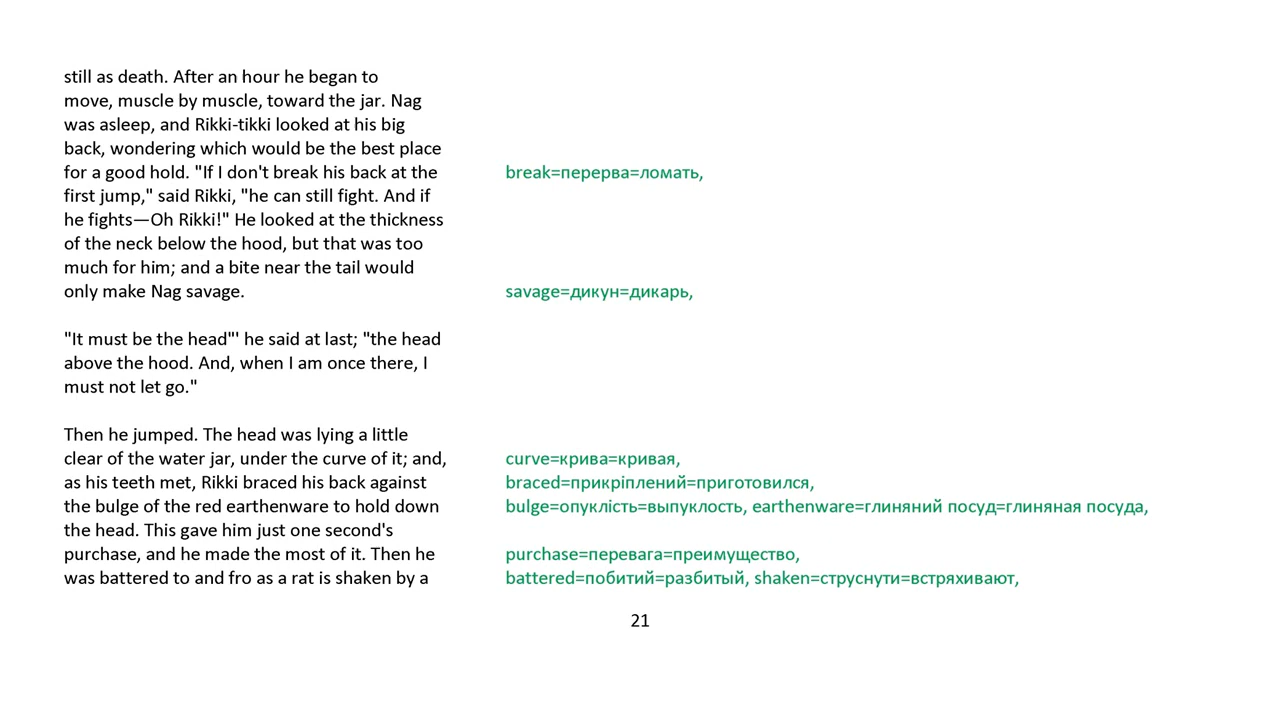 still as death. After an hour he began to
move, muscle by muscle, toward the jar. Nag
was asleep, and Rikki-tikki looked at his big
back, wondering which would be the best place
for a good hold. "If I don't break his back at the break=перерва=ломать,
first jump," said Rikki, "he can still fight. And if
he fights—Oh Rikki!" He looked at the thickness
of the neck below the hood, but that was too
much for him; and a bite near the tail would
only make Nag savage. savage=дикун=дикарь,
"It must be the head"' he said at last; "the head
above the hood. And, when I am once there, I
must not let go."
Then he jumped. The head was lying a little
clear of the water jar, under the curve of it; and, curve=крива=кривая,
as his teeth met, Rikki braced his back against braced=прикріплений=приготовился,
the bulge of the red earthenware to hold down bulge=опуклість=выпуклость, earthenware=глиняний посуд=глиняная посуда,
the head. This gave him just one second's
purchase, and he made the most of it. Then he purchase=перевага=преимущество,
was battered to and fro as a rat is shaken by a battered=побитий=разбитый, shaken=струснути=встряхивают,
21